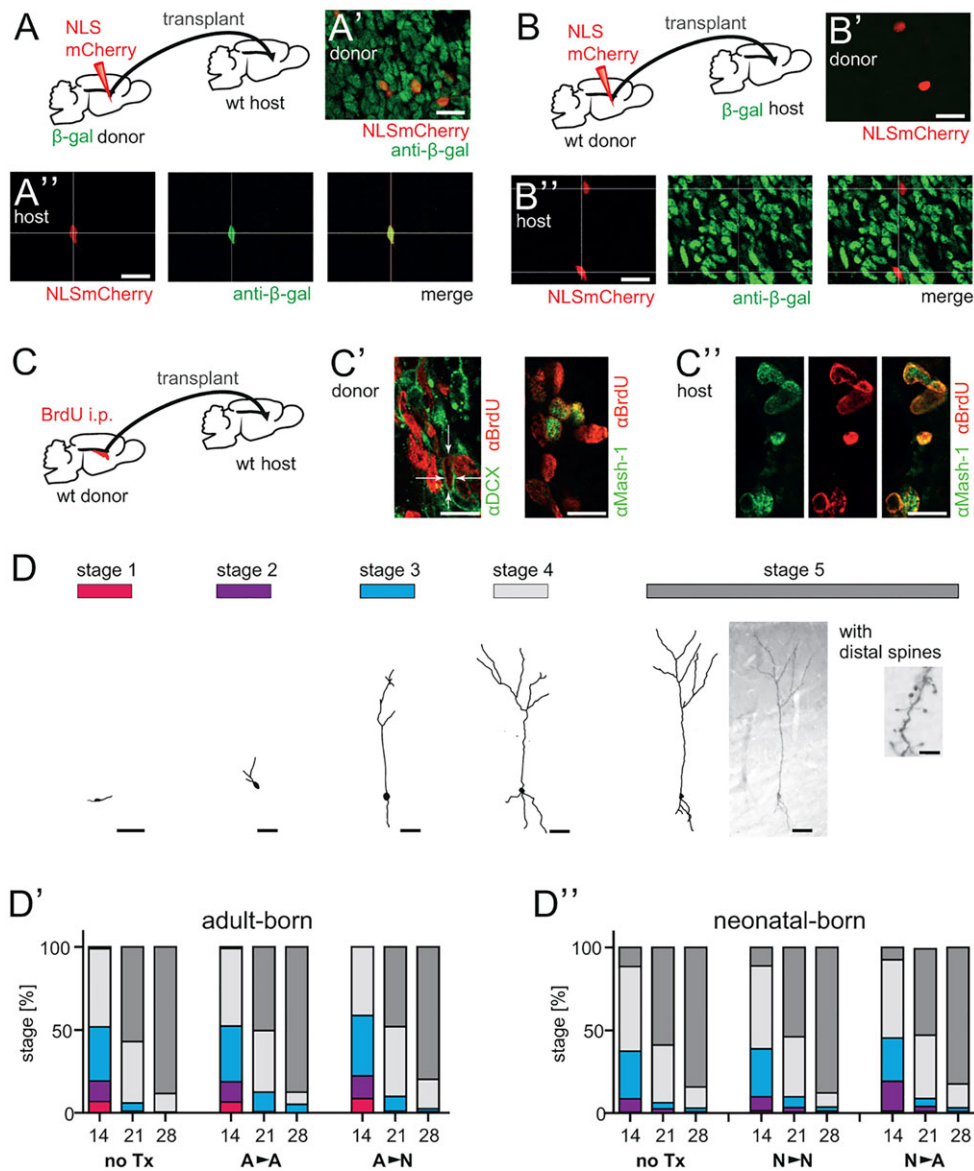 A
NLS
mCherry
transplant
β-gal donor
wt host
A'
donor
NLSmCherry
anti-β-gal
A''
host
NLSmCherry
anti-β-gal
merge
B
NLS
mCherry
transplant
wt donor
β-gal host
B'
donor
NLSmCherry
B''
host
NLSmCherry
anti-β-gal
merge
C
transplant
BrdU i.p.
wt donor
wt host
C'
donor
αDCX αBrdU
αMash-1 αBrdU
C''
host
αMash-1 αBrdU
D
stage 1
stage 2
stage 3
stage 4
stage 5
with
distal spines
D'
adult-born
stage [%]
100
50
0
14 21 28 14 21 28 14 21 28
no Tx A►A A►N
D''
neonatal-born
stage [%]
100
50
0
14 21 28 14 21 28 14 21 28
no Tx N►N N►A